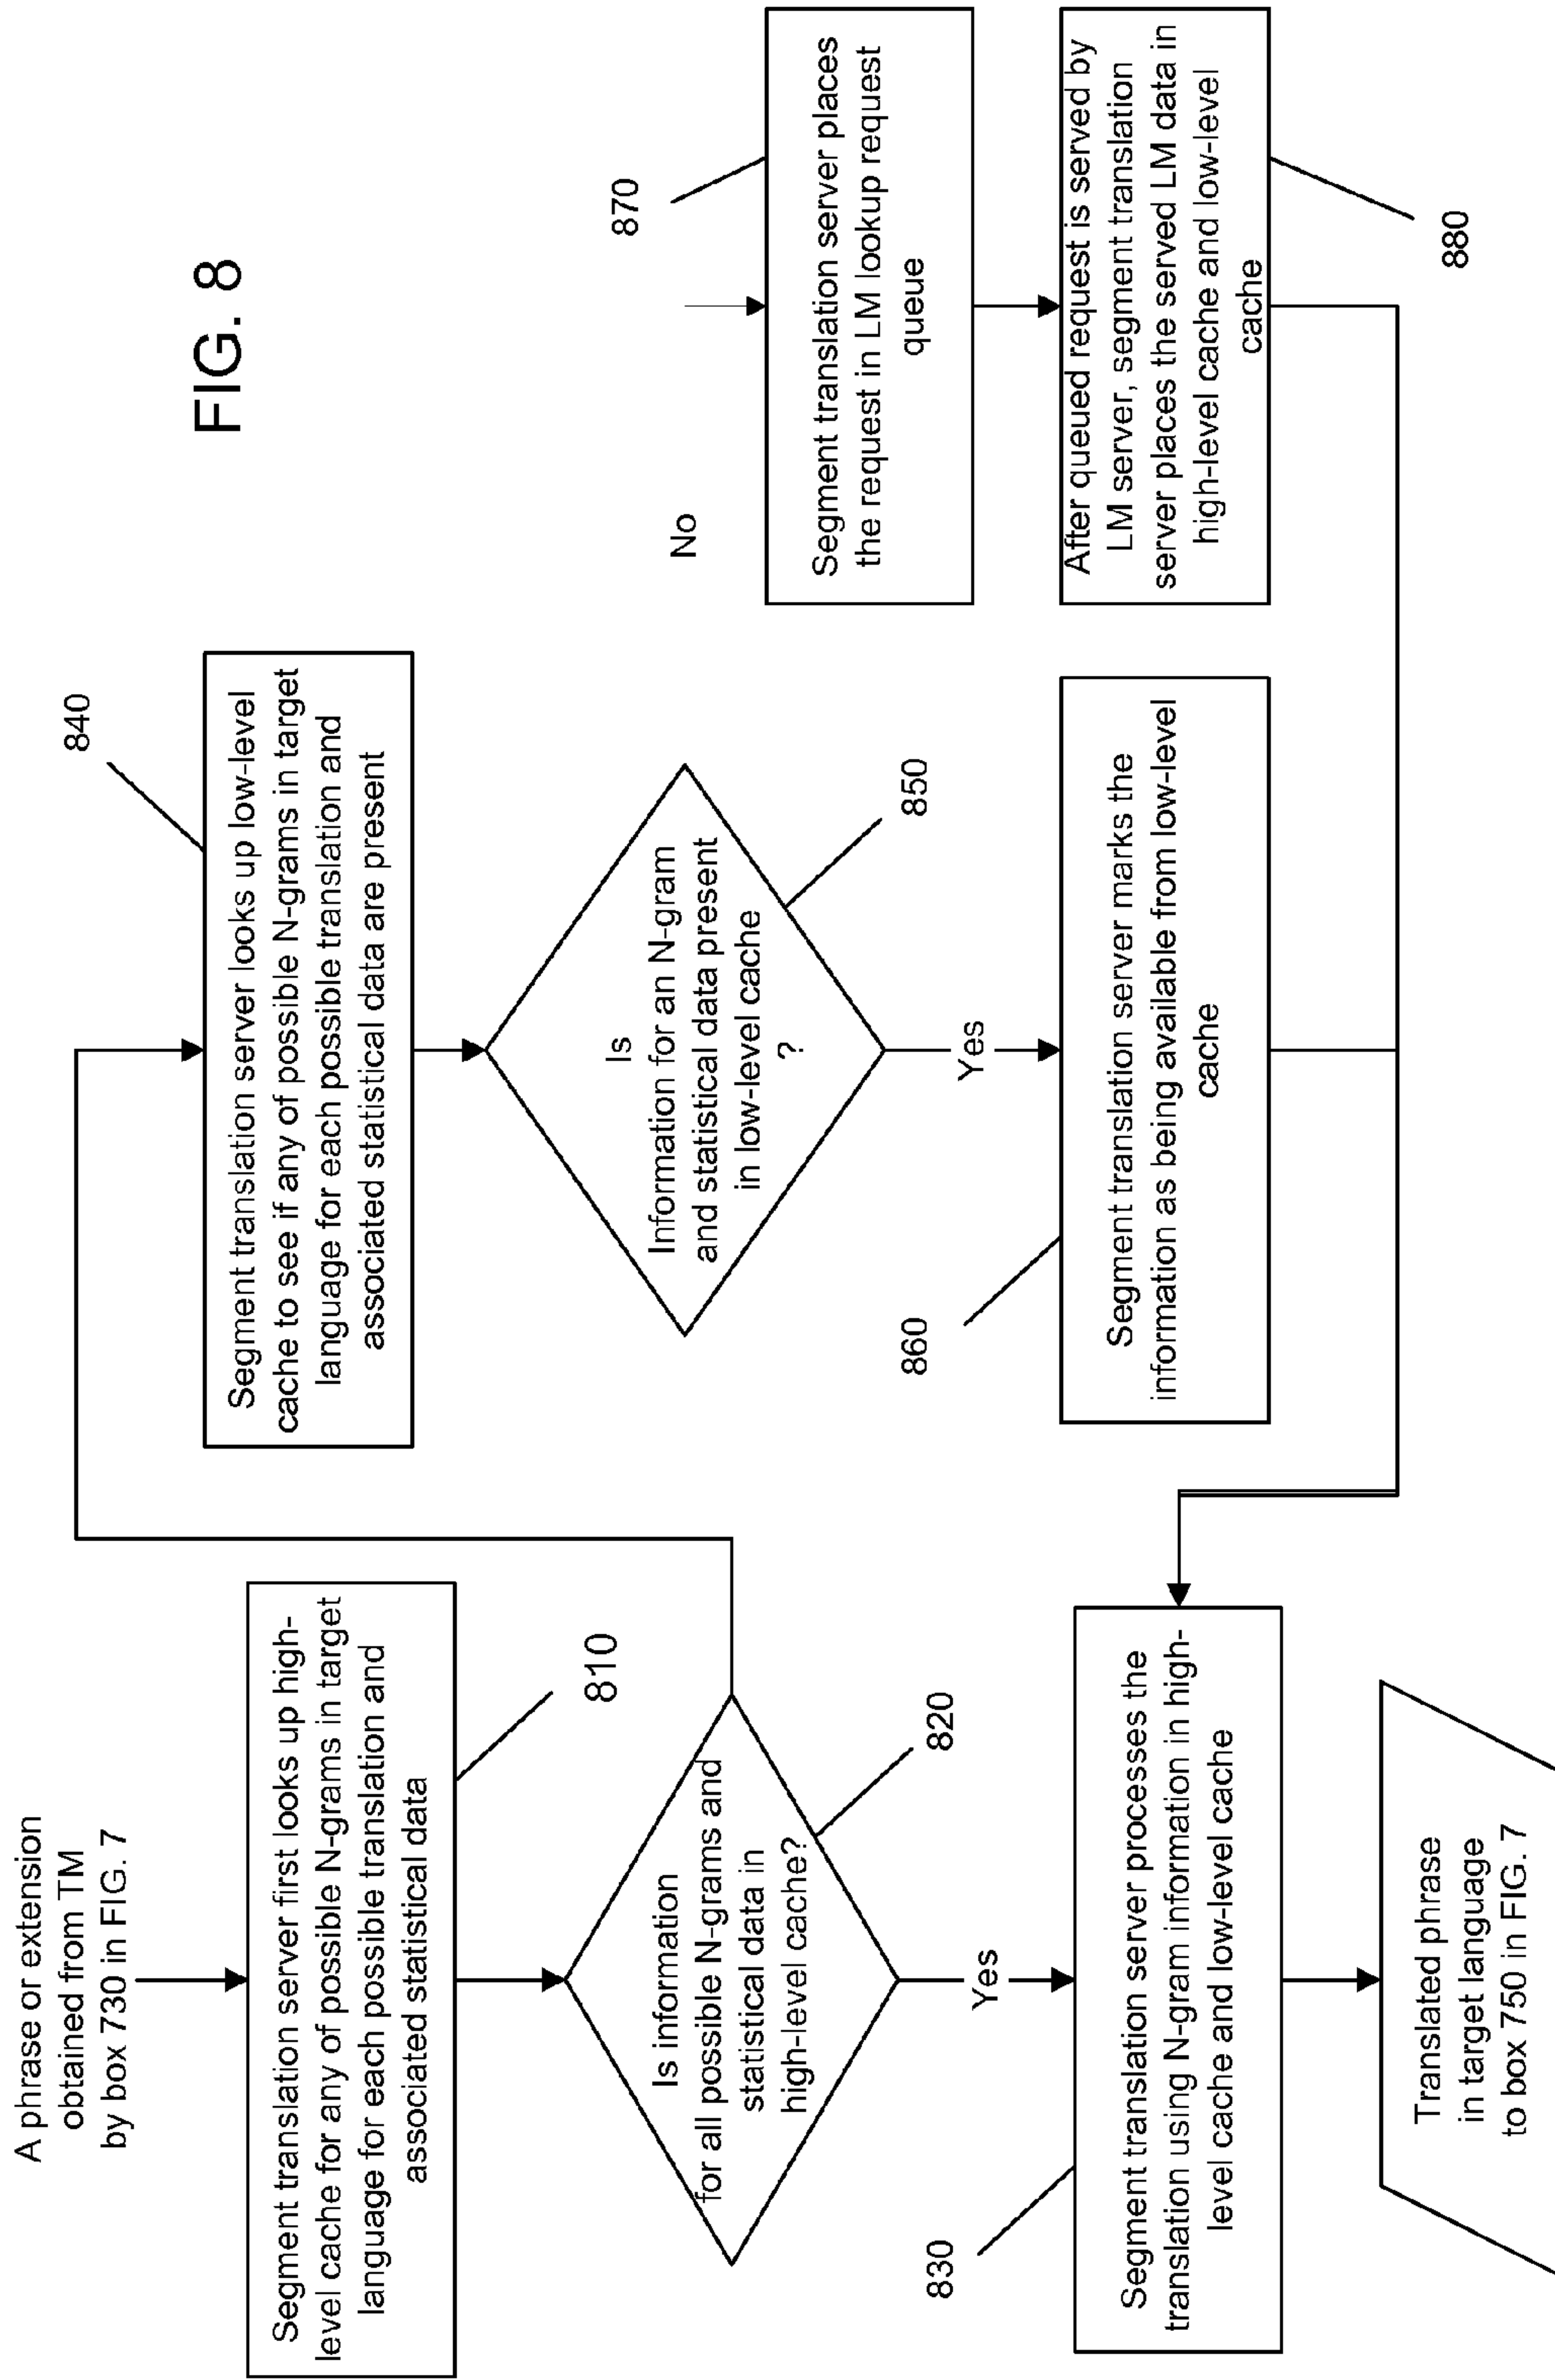 FIG. 8
A phrase or extension
obtained from TM
by box 730 in FIG. 7
Segment translation server first looks up high-
level cache for any of possible N-grams in target
language for each possible translation and
associated statistical data
810
Is information
for all possible N-grams and
statistical data in
high-level cache?
820
Yes
830
Segment translation server processes the
translation using N-gram information in high-
level cache and low-level cache
Translated phrase
in target language
to box 750 in FIG. 7
840
Segment translation server looks up low-level
cache to see if any of possible N-grams in target
language for each possible translation and
associated statistical data are present
Is
Information for an N-gram
and statistical data present
in low-level cache
?
850
Yes
860
Segment translation server marks the
information as being available from low-level
cache
No
870
Segment translation server places
the request in LM lookup request
queue
After queued request is served by
LM server, segment translation
server places the served LM data in
high-level cache and low-level
cache
880